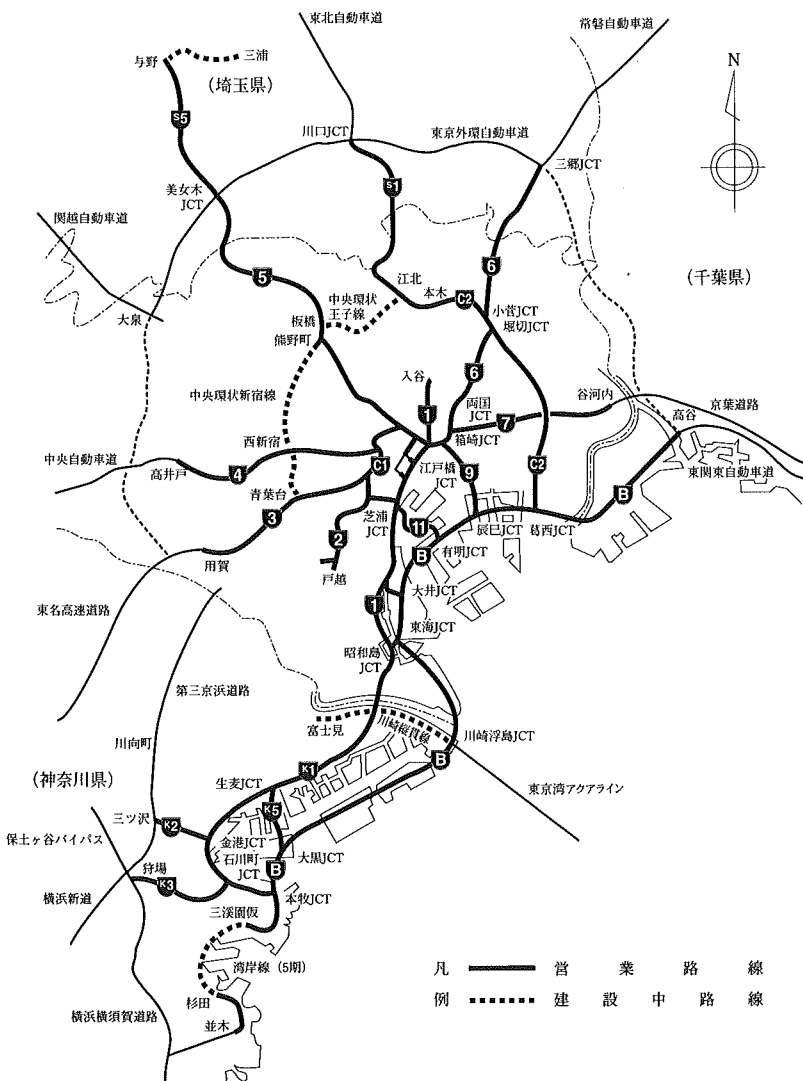 東北自動車道
常磐自動車道
与野
三浦
(埼玉県)
N
S5
川口JCT
東京外環自動車道
三郷JCT
S1
美女木
JCT
関越自動車道
6
(千葉県)
5
江北
本木
C2
中央環状
王子線
小菅JCT
堀切JCT
大泉
板橋
熊野町
入谷
6
谷河内
中央環状新宿線
1
両国
JCT
7
京葉道路
高谷
西新宿
箱崎JCT
中央自動車道
高井戸
4
C1
江戸橋
JCT
9
C2
東関東自動車道
B
青葉台
3
芝浦
JCT
11
辰巳JCT
葛西JCT
2
B
有明JCT
用賀
戸越
大井JCT
1
東名高速道路
東海JCT
昭和島
JCT
第三京浜道路
富士見
川崎縦貫線
川崎浮島JCT
川向町
B
(神奈川県)
生麦JCT
K1
東京湾アクアライン
K5
三ツ沢
K2
保土ヶ谷バイパス
金港JCT
石川町
JCT
大黒JCT
狩場
B
K3
横浜新道
本牧JCT
三渓園仮
湾岸線(5期)
凡 営業路線
例 建設中路線
杉田
横浜横須賀道路
並木